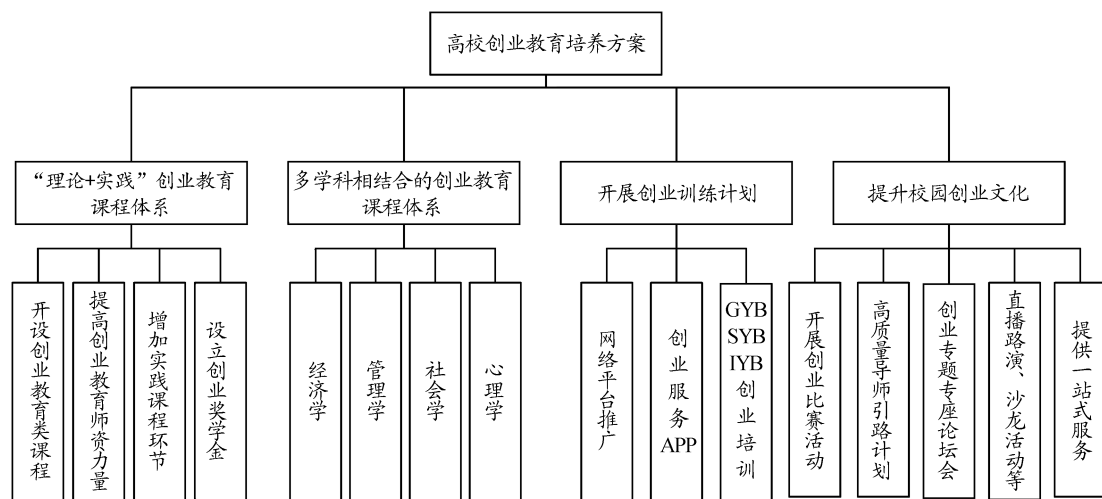 高校创业教育培养方案
“理论+实践”创业教育
课程体系
多学科相结合的创业教育
课程体系
开展创业训练计划
提升校园创业文化
开设创业教育类课程
提高创业教育师资力量
增加实践课程环节
设立创业奖学金
经济学
管理学
社会学
心理学
网络平台推广
创业服务APP
GYB
SYB
IYB
创业培训
开展创业比赛活动
高质量导师引路计划
创业专题专座论坛会
直播路演、沙龙活动等
提供一站式服务